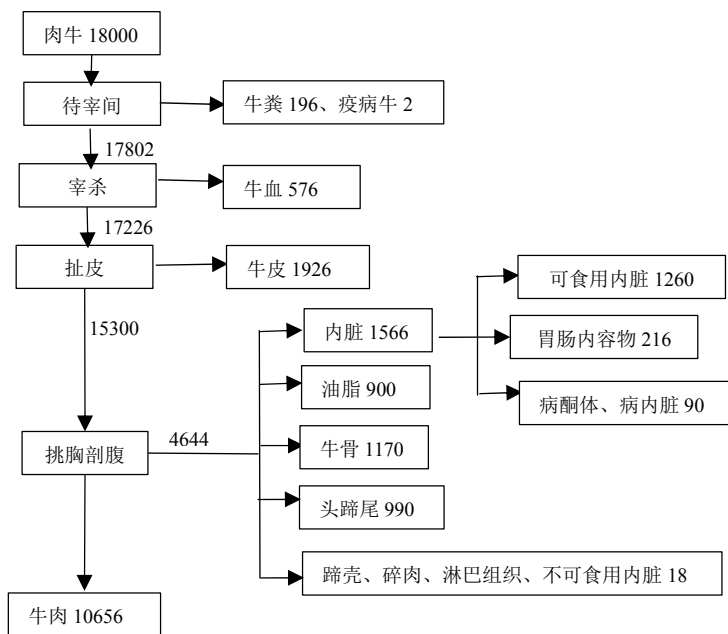 肉牛 18000
待宰间
牛粪 196、疫病牛 2
17802
宰杀
牛血 576
17226
扯皮
牛皮 1926
可食用内脏 1260
15300
内脏 1566
胃肠内容物 216
油脂 900
病酮体、病内脏 90
挑胸剖腹
4644
牛骨 1170
头蹄尾 990
蹄壳、碎肉、淋巴组织、不可食用内脏 18
牛肉 10656